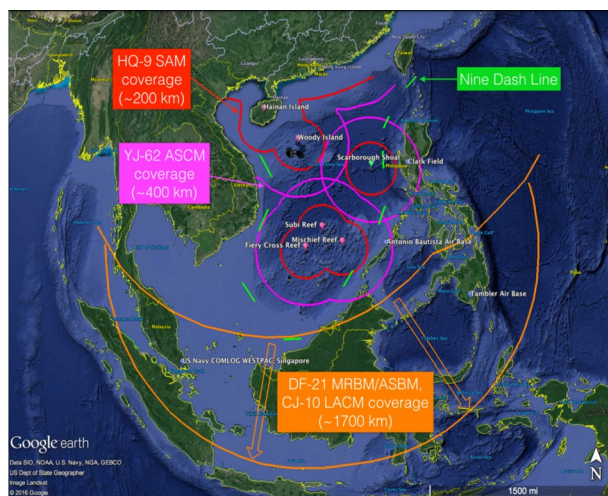 HQ-9 SAM
coverage
(~200 km)
Nine Dash Line
Hainan Island
Woody Island
YJ-62 ASCM
coverage
(~400 km)
Scarborough Shoal
Clark Field
Subi Reef
Mischief Reef
Fiery Cross Reef
Antonio Bautista Air Base
Tambler Air Base
Malaysia
US Navy COMLOG WESTPAC, Singapore
DF-21 MRBM/ASBM,
CJ-10 LACM coverage
(~1700 km)
Google earth
Data SIO, NOAA, U.S. Navy, NGA, GEBCO
US Dept of State Geographer
Image Landsat
© 2016 Google
N
1500 mi